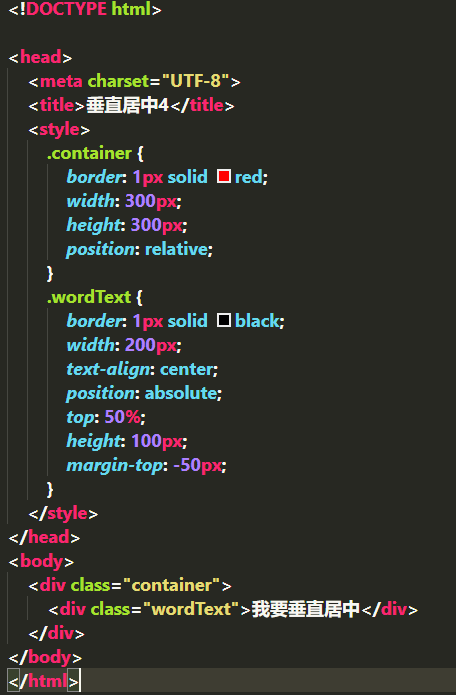 <!DOCTYPE html>
<head>
<meta charset="UTF-8">
<title>垂直居中4</title>
<style>
.container {
border: 1px solid red;
width: 300px;
height: 300px;
position: relative;
}
.wordText {
border: 1px solid black;
width: 200px;
text-align: center;
position: absolute;
top: 50%;
height: 100px;
margin-top: -50px;
}
</style>
</head>
<body>
<div class="container">
<div class="wordText">我要垂直居中</div>
</div>
</body>
</html>